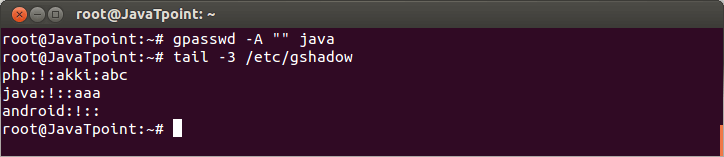 root@JavaTpoint: ~
root@JavaTpoint:~# gpasswd -A "" java
root@JavaTpoint:~# tail -3 /etc/gshadow
php:!:akki:abc
java:!::aaa
android:!::
root@JavaTpoint:~#